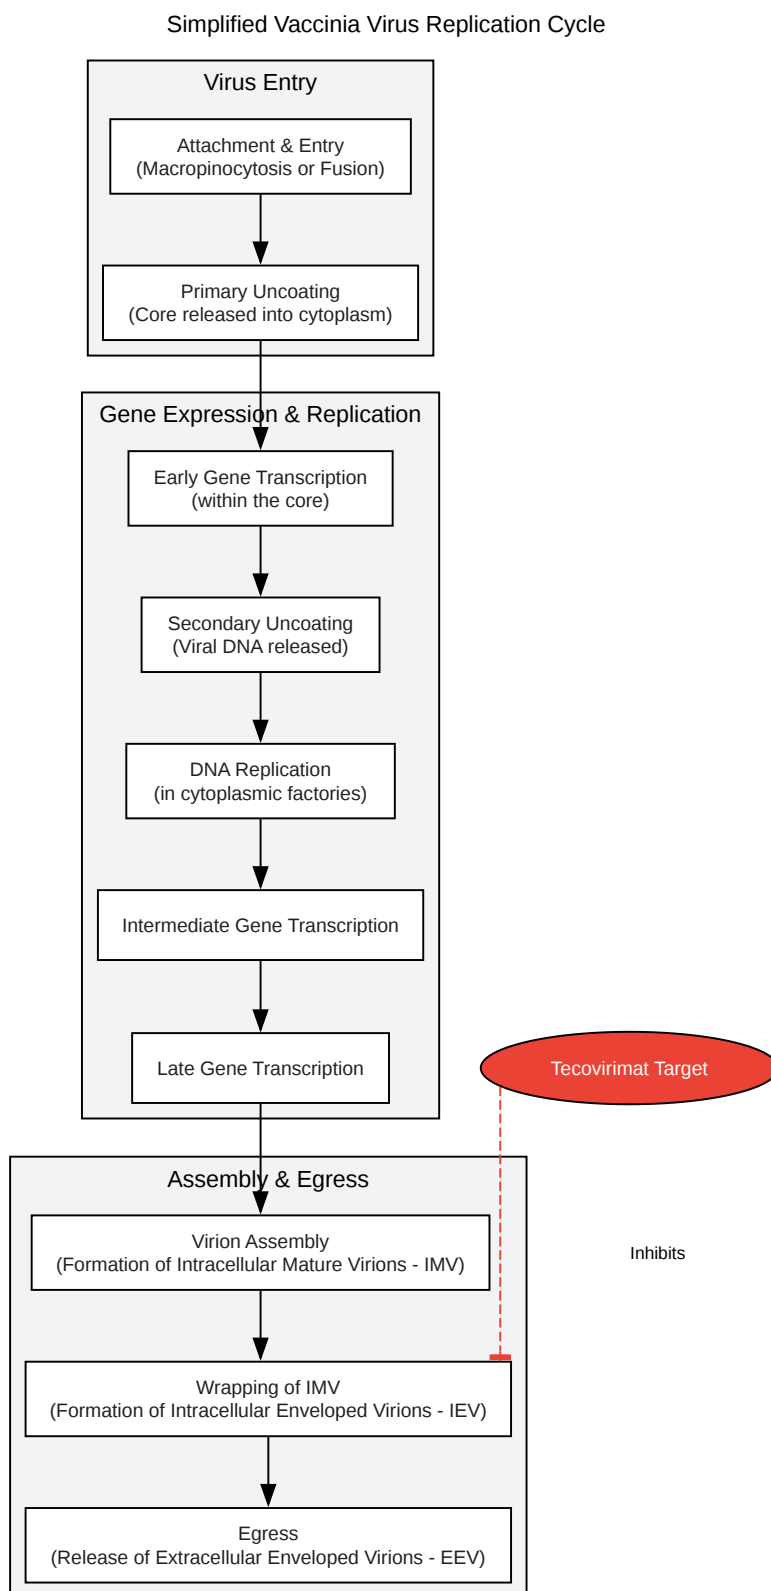 Simplified Vaccinia Virus Replication Cycle
Virus Entry
Attachment & Entry
(Macropinocytosis or Fusion)
Primary Uncoating
(Core released into cytoplasm)
Gene Expression & Replication
Early Gene Transcription
(within the core)
Secondary Uncoating
(Viral DNA released)
DNA Replication
(in cytoplasmic factories)
Intermediate Gene Transcription
Late Gene Transcription
Tecovirimat Target
Assembly & Egress
Virion Assembly
(Formation of Intracellular Mature Virions - IMV)
Inhibits
Wrapping of IMV
(Formation of Intracellular Enveloped Virions - IEV)
Egress
(Release of Extracellular Enveloped Virions - EEV)